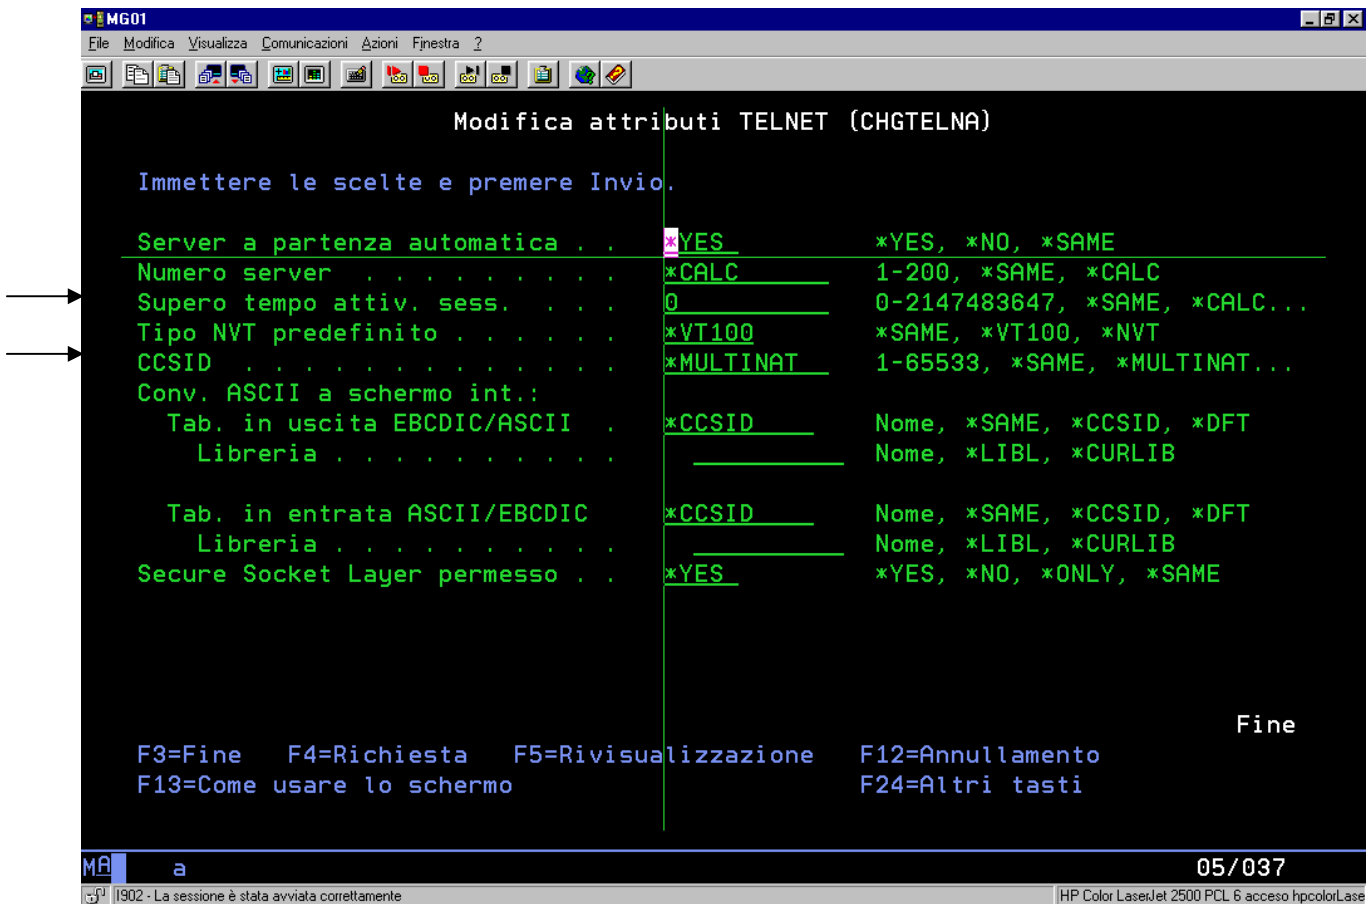 MG01
File Modifica Visualizza Comunicazioni Azioni Finestra ?
Modifica attributi TELNET (CHGTELNA)
Immettere le scelte e premere Invio.
Server a partenza automatica . . *YES *YES, *NO, *SAME
Numero server . . . . . . . . . *CALC 1-200, *SAME, *CALC
Supero tempo attiv. sess. . . . 0 0-2147483647, *SAME, *CALC...
Tipo NVT predefinito . . . . . . *VT100 *SAME, *VT100, *NVT
CCSID . . . . . . . . . . . . . *MULTINAT 1-65533, *SAME, *MULTINAT...
Conv. ASCII a schermo int.:
Tab. in uscita EBCDIC/ASCII . *CCSID Nome, *SAME, *CCSID, *DFT
Libreria . . . . . . . . . . Nome, *LIBL, *CURLIB
Tab. in entrata ASCII/EBCDIC *CCSID Nome, *SAME, *CCSID, *DFT
Libreria . . . . . . . . . . Nome, *LIBL, *CURLIB
Secure Socket Layer permesso . . *YES *YES, *NO, *ONLY, *SAME
Fine
F3=Fine F4=Richiesta F5=Rivisualizzazione F12=Annullamento
F13=Come usare lo schermo F24=Altri tasti
MA a 05/037
I902 - La sessione è stata avviata correttamente HP Color LaserJet 2500 PCL 6 acceso hpcolorLase